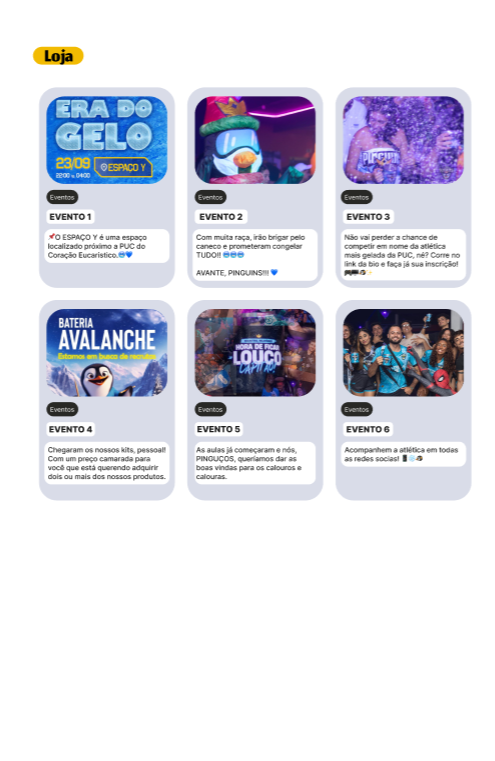 Loja
ERA DO
GELO
23/09
22:00 ÀS 04:00
ESPAÇO Y
Eventos
EVENTO 1
📌O ESPAÇO Y é uma espaço
localizado próximo a PUC do
Coração Eucaristico.🥶💙
Eventos
EVENTO 2
Com muita raça, irão brigar pelo
caneco e prometeram congelar
TUDO!! 🥶🥶🥶
AVANTE, PINGUINS!!! 💙
Eventos
EVENTO 3
Não vai perder a chance de
competir em nome da atlética
mais gelada da PUC, né? Corre no
link da bio e faça já sua inscrição!
BATERIA
AVALANCHE
Estamos em busca de recrutas
Eventos
EVENTO 4
Chegaram os nossos kits, pessoal!
Com um preço camarada para
você que está querendo adquirir
dois ou mais dos nossos produtos.
HORA DE FICAR
LOUCO
CAPITÃO
Eventos
EVENTO 5
As aulas já começaram e nós,
PINGUÇOS, queríamos dar as
boas vindas para os calouros e
calouras.
Eventos
EVENTO 6
Acompanhem a atlética em todas
as redes socias!